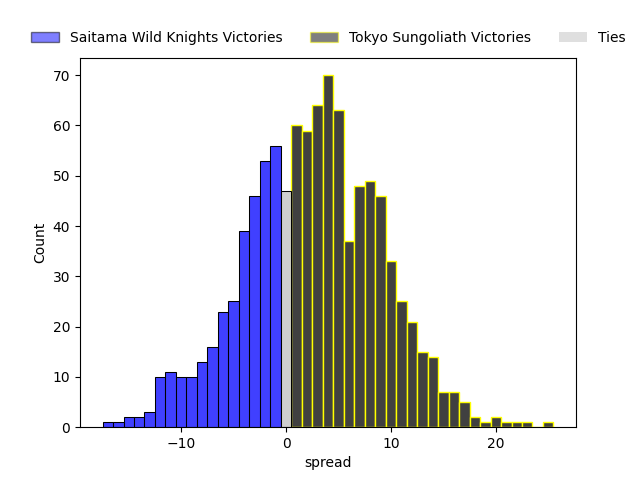 Saitama Wild Knights Victories
Tokyo Sungoliath Victories
Ties
Count
70
60
50
40
30
20
10
0
−10
0
10
20
spread